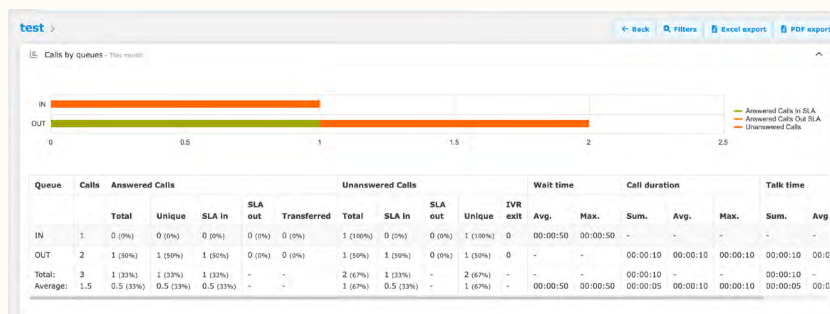 test >
← Back Filters Excel export PDF export
Calls by queues - This month
IN
OUT
Answered Calls In SLA
Answered Calls Out SLA
Unanswered Calls
0 0.5 1 1.5 2 2.5
Queue Calls Answered Calls Unanswered Calls Wait time Call duration Talk time
Total Unique SLA in SLA out Transferred Total SLA in SLA out Unique IVR exit Avg. Max. Sum. Avg. Max. Sum. Avg
IN 1 0 (0%) 0 (0%) 0 (0%) 0 (0%) 0 (0%) 1 (100%) 0 (0%) 0 (0%) 1 (100%) 0 00:00:50 00:00:50 - - - - -
OUT 2 1 (50%) 1 (50%) 1 (50%) 0 (0%) 0 (0%) 1 (50%) 1 (50%) 0 (0%) 1 (50%) 0 - - 00:00:10 00:00:10 00:00:10 00:00:10 00:0
Total: 3 1 (33%) 1 (33%) 1 (33%) - - 2 (67%) 1 (33%) - 2 (67%) - 00:00:10 - 00:00:10 -
Average: 1.5 0.5 (33%) 0.5 (33%) 0.5 (33%) - - 1 (67%) 0.5 (33%) - 1 (67%) - 00:00:50 00:00:50 00:00:05 00:00:10 00:00:10 00:00:05 00:0